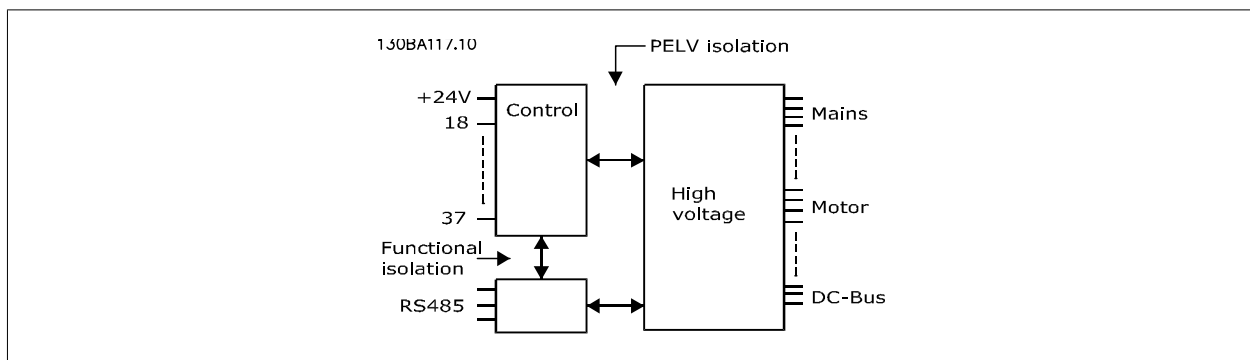 130BA117.10
PELV isolation
+24V
18
37
Control
High
voltage
Mains
Motor
DC-Bus
Functional
isolation
RS485